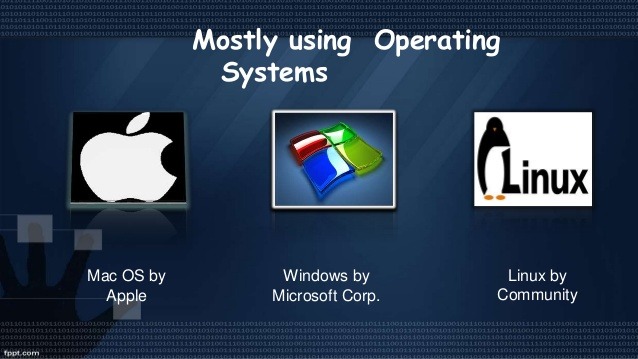 Mostly using Operating
Systems
Linux
Mac OS by
Apple
Windows by
Microsoft Corp.
Linux by
Community
fppt.com